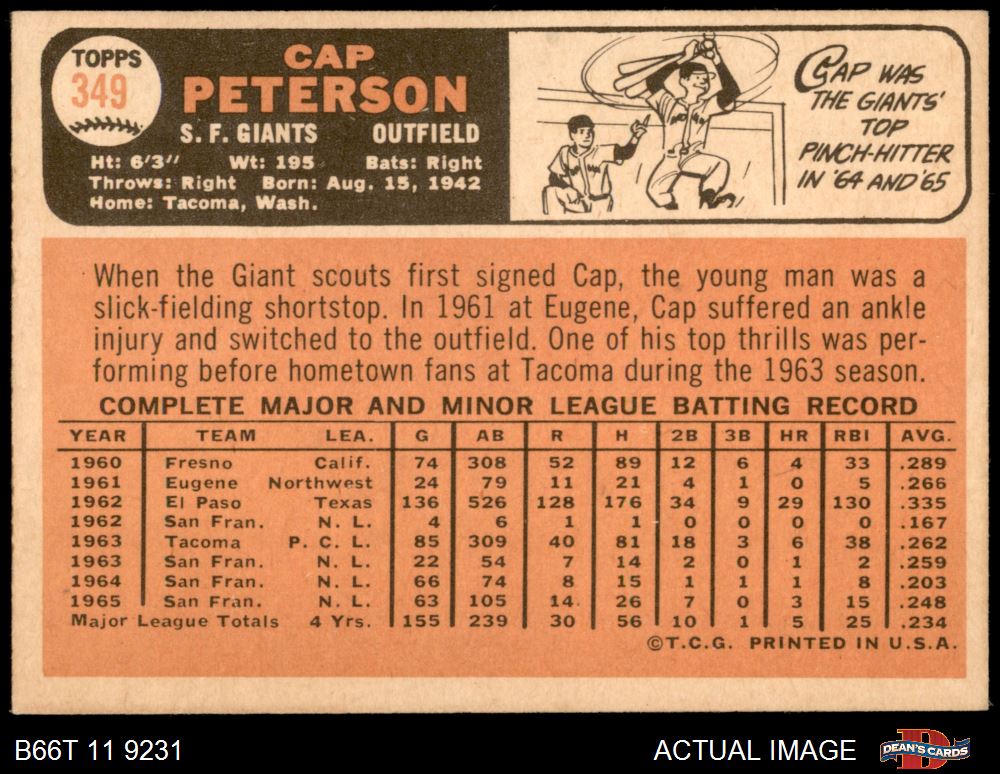 TOPPS
349
CAP
PETERSON
S. F. GIANTS OUTFIELD
Ht: 6'3" Wt: 195 Bats: Right
Throws: Right Born: Aug. 15, 1942
Home: Tacoma, Wash.
CAP WAS
THE GIANTS'
TOP
PINCH-HITTER
IN '64 AND '65
When the Giant scouts first signed Cap, the young man was a
slick-fielding shortstop. In 1961 at Eugene, Cap suffered an ankle
injury and switched to the outfield. One of his top thrills was per-
forming before hometown fans at Tacoma during the 1963 season.
COMPLETE MAJOR AND MINOR LEAGUE BATTING RECORD
YEAR TEAM LEA. G AB R H 2B 3B HR RBI AVG.
1960 Fresno Calif. 74 308 52 89 12 6 4 33 .289
1961 Eugene Northwest 24 79 11 21 4 1 0 5 .266
1962 El Paso Texas 136 526 128 176 34 9 29 130 .335
1962 San Fran. N. L. 4 6 1 1 0 0 0 0 .167
1963 Tacoma P. C. L. 85 309 40 81 18 3 6 38 .262
1963 San Fran. N. L. 22 54 7 14 2 0 1 2 .259
1964 San Fran. N. L. 66 74 8 15 1 1 1 8 .203
1965 San Fran. N. L. 63 105 14 26 7 0 3 15 .248
Major League Totals 4 Yrs. 155 239 30 56 10 1 5 25 .234
©T.C.G. PRINTED IN U.S.A.
B66T 11 9231 ACTUAL IMAGE DEAN'S CARDS